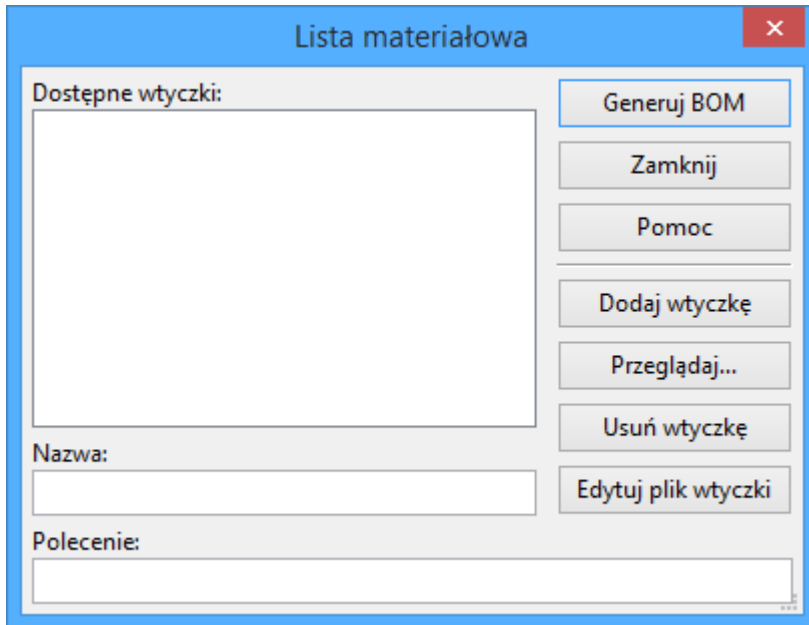 Lista materiałowa
Dostępne wtyczki:
Generuj BOM
Zamknij
Pomoc
Dodaj wtyczkę
Przeglądaj...
Usuń wtyczkę
Edytuj plik wtyczki
Nazwa:
Polecenie: